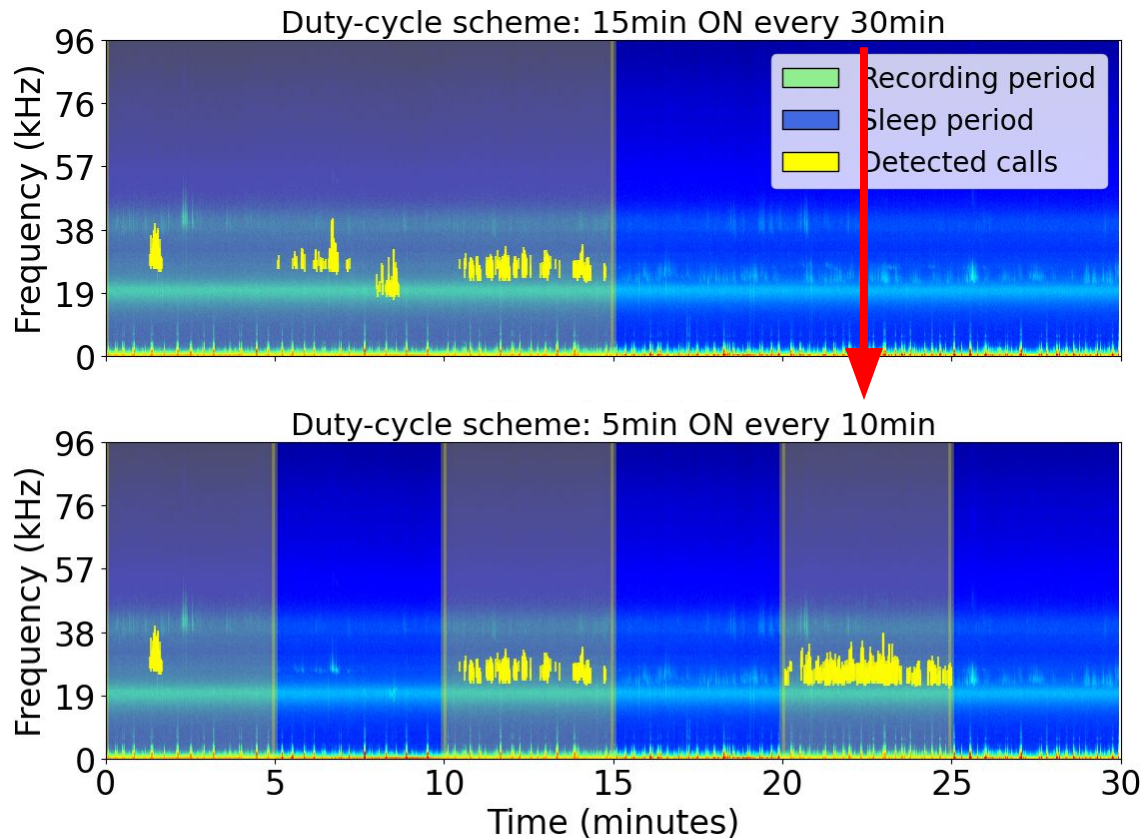 Duty-cycle scheme: 15min ON every 30min
Frequency (kHz)
96
76
57
38
19
0
Recording period
Sleep period
Detected calls
Duty-cycle scheme: 5min ON every 10min
Frequency (kHz)
96
76
57
38
19
0
0 5 10 15 20 25 30
Time (minutes)